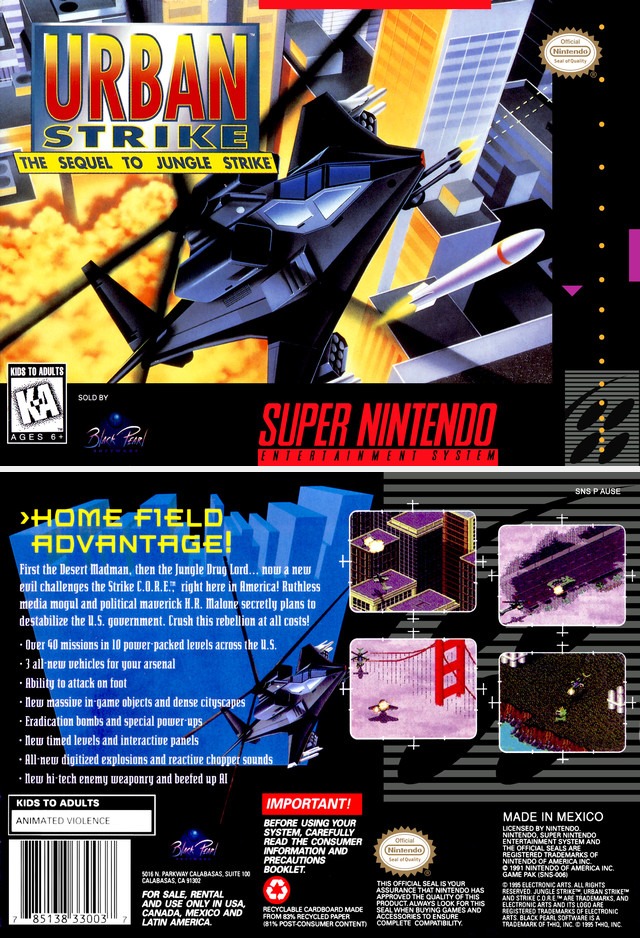 URBAN
STRIKE
THE SEQUEL TO JUNGLE STRIKE
Official
Nintendo
Seal of Quality
KIDS TO ADULTS
KA
AGES 6+
SOLD BY
Black Pearl
SOFTWARE
SUPER NINTENDO
ENTERTAINMENT SYSTEM
SNS P AUSE
>HOME FIELD
ADVANTAGE!
First the Desert Madman, then the Jungle Drug Lord... now a new
evil challenges the Strike C.O.R.E.™, right here in America! Ruthless
media mogul and political maverick H.R. Malone secretly plans to
destabilize the U.S. government. Crush this rebellion at all costs!
· Over 40 missions in 10 power-packed levels across the U.S.
· 3 all-new vehicles for your arsenal
· Ability to attack on foot
· New massive in-game objects and dense cityscapes
· Eradication bombs and special power-ups
· New timed levels and interactive panels
· All-new digitized explosions and reactive chopper sounds
· New hi-tech enemy weaponry and beefed up AI
KIDS TO ADULTS
ANIMATED VIOLENCE
7 85138 33003 7
Black Pearl
SOFTWARE
5016 N. PARKWAY CALABASAS, SUITE 100
CALABASAS, CA 91302
FOR SALE, RENTAL
AND USE ONLY IN USA,
CANADA, MEXICO AND
LATIN AMERICA.
IMPORTANT!
BEFORE USING YOUR
SYSTEM, CAREFULLY
READ THE CONSUMER
INFORMATION AND
PRECAUTIONS
BOOKLET.
RECYCLABLE CARDBOARD MADE
FROM 83% RECYCLED PAPER
(81% POST-CONSUMER CONTENT)
Official
Nintendo
Seal of Quality
THIS OFFICIAL SEAL IS YOUR
ASSURANCE THAT NINTENDO HAS
APPROVED THE QUALITY OF THIS
PRODUCT. ALWAYS LOOK FOR THIS
SEAL WHEN BUYING GAMES AND
ACCESSORIES TO ENSURE
COMPLETE COMPATIBILITY.
MADE IN MEXICO
LICENSED BY NINTENDO.
NINTENDO, SUPER NINTENDO
ENTERTAINMENT SYSTEM AND
THE OFFICIAL SEALS ARE
REGISTERED TRADEMARKS OF
NINTENDO OF AMERICA INC.
© 1991 NINTENDO OF AMERICA INC.
GAME PAK (SNS-006)
© 1995 ELECTRONIC ARTS. ALL RIGHTS
RESERVED. JUNGLE STRIKE™, URBAN STRIKE™
AND STRIKE C.O.R.E.™ ARE TRADEMARKS, AND
ELECTRONIC ARTS AND ITS LOGO ARE
REGISTERED TRADEMARKS OF ELECTRONIC
ARTS. BLACK PEARL SOFTWARE IS A
TRADEMARK OF THQ, INC. © 1995 THQ, INC.